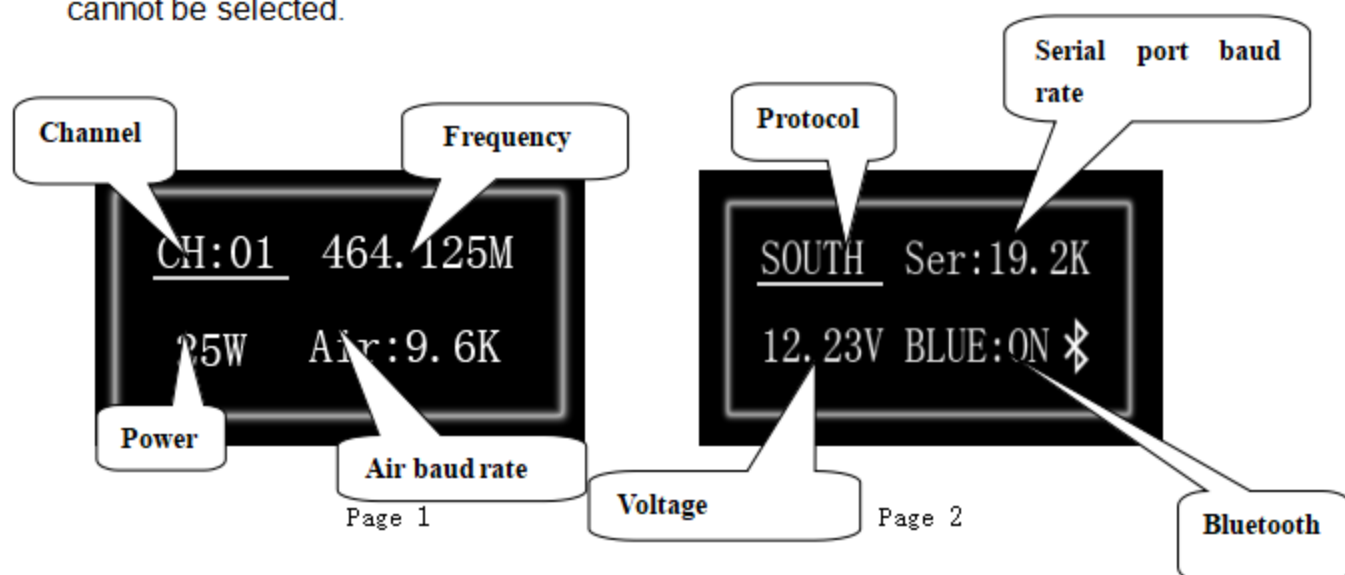 cannot be selected.
Serial port baud
rate
Channel
Frequency
Protocol
CH:01 464.125M
SOUTH Ser:19.2K
25W Air:9.6K
12.23V BLUE:ON
Power
Air baud rate
Voltage
Bluetooth
Page 1
Page 2